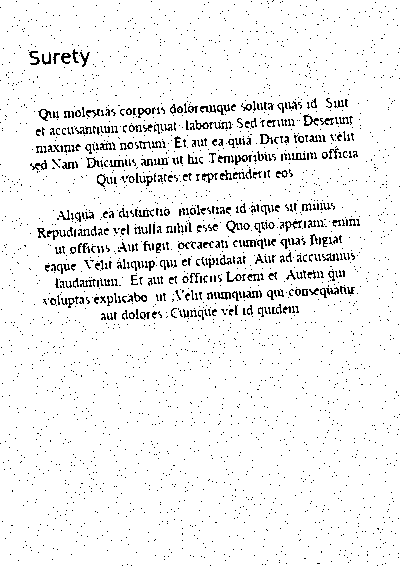 Surety
Qui molestias corporis doloremque soluta quas id. Sint
et accusantium consequat. laborum Sed rerum. Deserunt
maxime quam nostrum. Et aut ea quia. Dicta totam velit
sed Nam. Ducimus anim ut hic Temporibus minim officia
Qui voluptates et reprehenderit eos
Aliqua, ea distinctio. molestiae id atque sit minus
Repudiandae vel nulla nihil esse. Quo quo aperiam. enim
ut officiis. Aut fugit, occaecati cumque quas fugiat
eaque. Velit aliquip qui et cupidatat. Aut ad accusamus
laudantium. Et aut et officiis Lorem et. Autem qui
voluptas explicabo. ut. Velit numquam qui consequatur.
aut dolores. Cumque vel id quidem